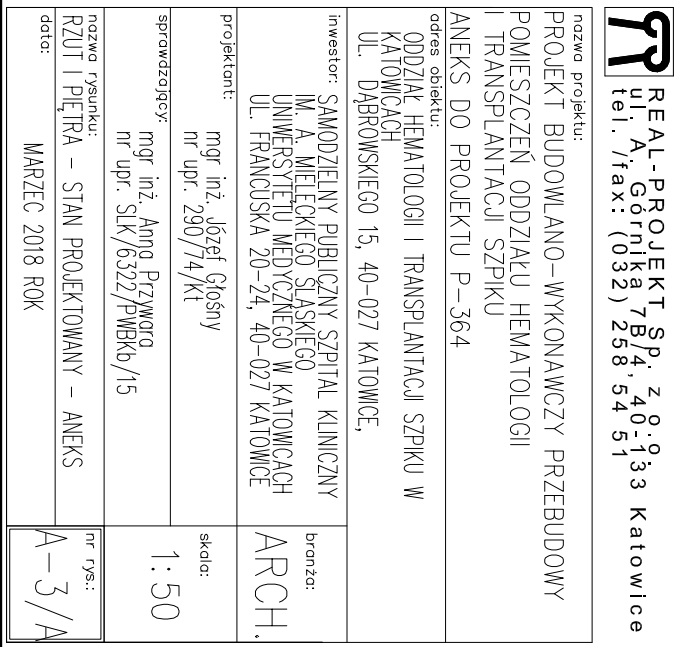 REAL-PROJEKT Sp. z o.o.
ul. A. Górnika 7B/4, 40-133 Katowice
tel. /fax: (032) 258 54 51
nazwa projektu:
PROJEKT BUDOWLANO-WYKONAWCZY PRZEBUDOWY
POMIESZCZEŃ ODDZIAŁU HEMATOLOGII
I TRANSPLANTACJI SZPIKU
ANEKS DO PROJEKTU P-364
adres obiektu:
ODDZIAŁ HEMATOLOGII I TRANSPLANTACJI SZPIKU W
KATOWICACH
UL. DĄBROWSKIEGO 15, 40-027 KATOWICE,
inwestor: SAMODZIELNY PUBLICZNY SZPITAL KLINICZNY
IM. A. MIELECKIEGO ŚLĄSKIEGO
UNIWERSYTETU MEDYCZNEGO W KATOWICACH
UL. FRANCUSKA 20-24, 40-027 KATOWICE
branża:
ARCH.
projektant:
mgr inż. Józef Głośny
nr upr. 290/74/Kt
skala:
1:50
sprawdzający:
mgr inż. Anna Przywara
nr upr. SLK/6322/PWBKb/15
nazwa rysunku:
RZUT I PIĘTRA - STAN PROJEKTOWANY - ANEKS
nr rys.:
A-3/A
data:
MARZEC 2018 ROK